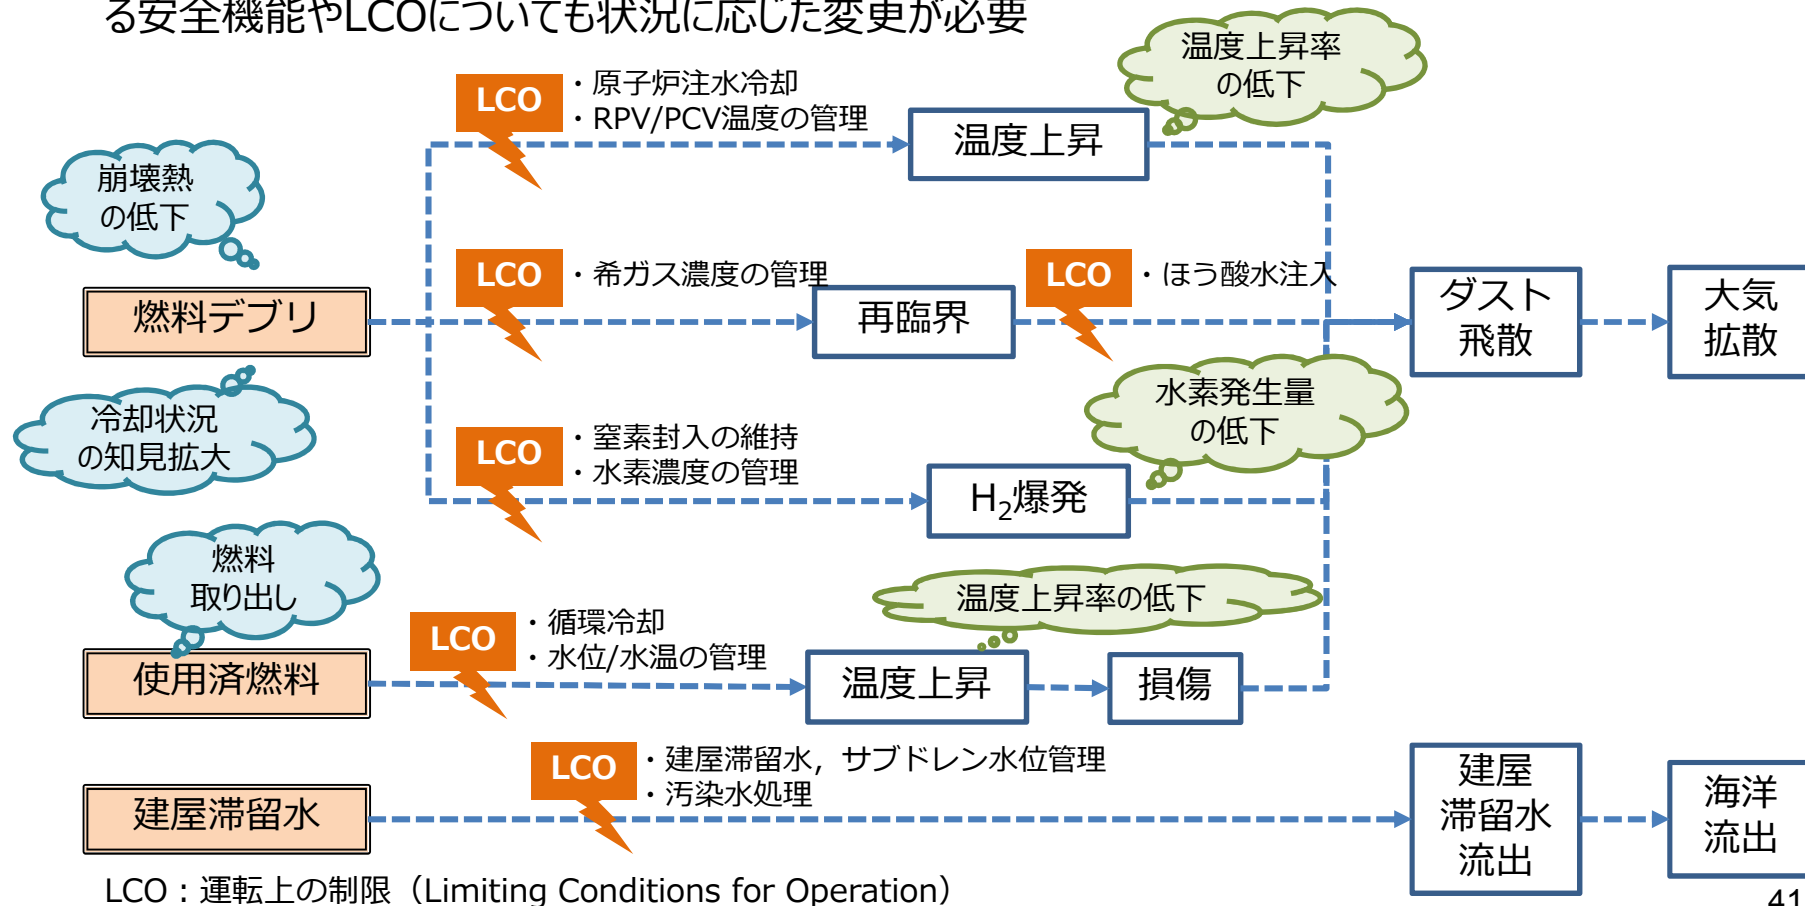 る安全機能やLCOについても状況に応じた変更が必要
温度上昇率
の低下
LCO
・原子炉注水冷却
・RPV/PCV温度の管理
温度上昇
崩壊熱
の低下
LCO
・希ガス濃度の管理
LCO
・ほう酸水注入
燃料デブリ
再臨界
ダスト
飛散
大気
拡散
冷却状況
の知見拡大
水素発生量
の低下
LCO
・窒素封入の維持
・水素濃度の管理
H₂爆発
燃料
取り出し
温度上昇率の低下
LCO
・循環冷却
・水位/水温の管理
使用済燃料
温度上昇
損傷
LCO
・建屋滞留水，サブドレン水位管理
・汚染水処理
建屋滞留水
建屋
滞留水
流出
海洋
流出
LCO：運転上の制限（Limiting Conditions for Operation）
41